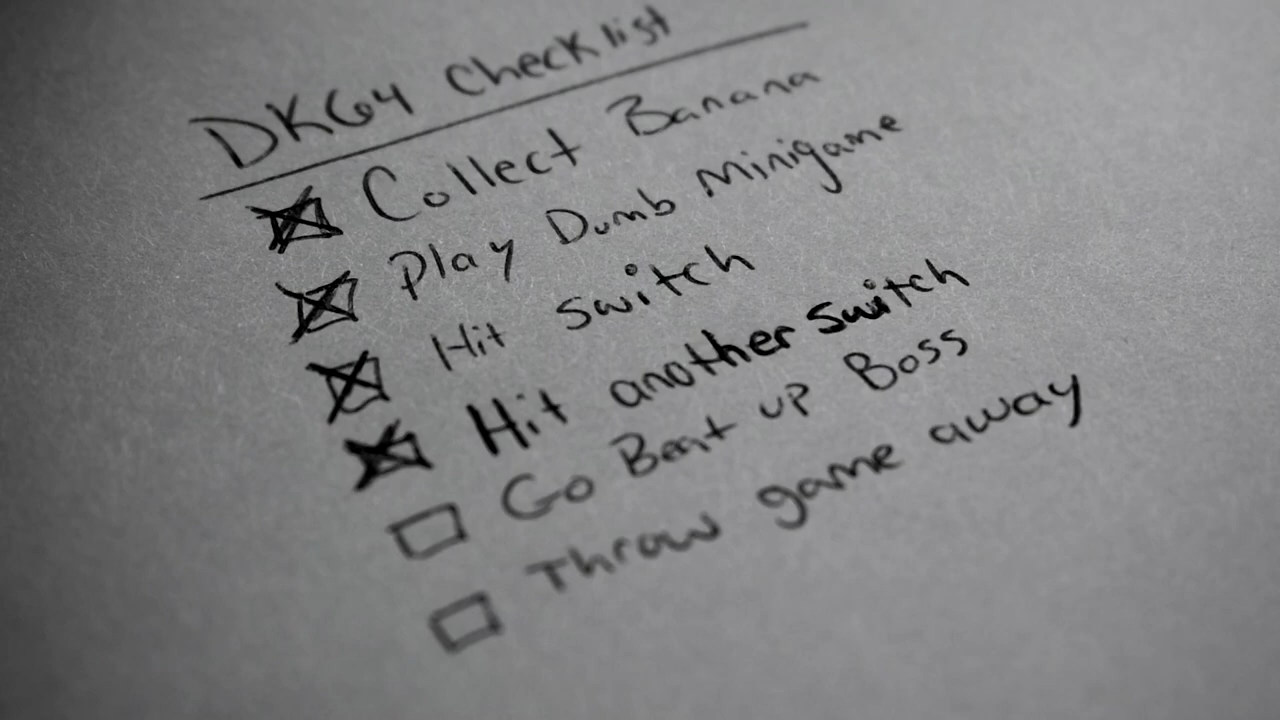 DK64 Checklist
Collect Banana
Play Dumb Minigame
Hit Switch
Hit another Switch
Go Beat up Boss
Throw game away